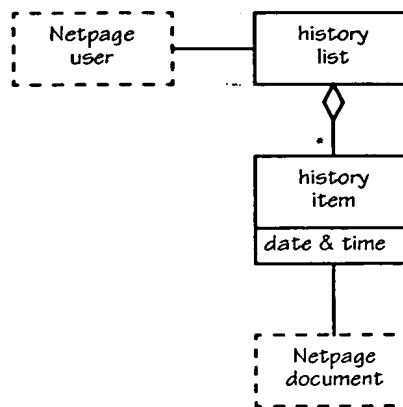 Netpage
user
history
list
*
history
item
date & time
Netpage
document